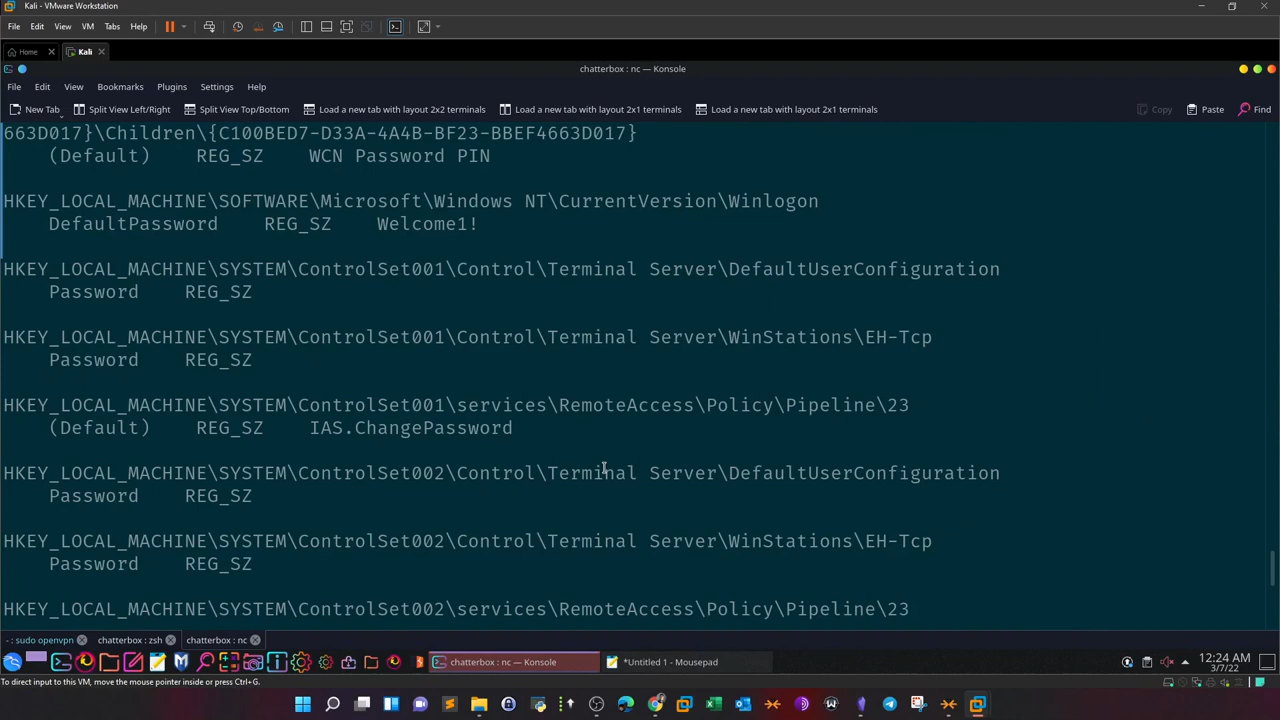 Kali - VMware Workstation
File Edit View VM Tabs Help
Home Kali
chatterbox : nc — Konsole
File Edit View Bookmarks Plugins Settings Help
New Tab Split View Left/Right Split View Top/Bottom Load a new tab with layout 2x2 terminals Load a new tab with layout 2x1 terminals Load a new tab with layout 2x1 terminals Copy Paste Find
663D017}\Children\{C100BED7-D33A-4A4B-BF23-BBEF4663D017}
(Default) REG_SZ WCN Password PIN
HKEY_LOCAL_MACHINE\SOFTWARE\Microsoft\Windows NT\CurrentVersion\Winlogon
DefaultPassword REG_SZ Welcome1!
HKEY_LOCAL_MACHINE\SYSTEM\ControlSet001\Control\Terminal Server\DefaultUserConfiguration
Password REG_SZ
HKEY_LOCAL_MACHINE\SYSTEM\ControlSet001\Control\Terminal Server\WinStations\EH-Tcp
Password REG_SZ
HKEY_LOCAL_MACHINE\SYSTEM\ControlSet001\services\RemoteAccess\Policy\Pipeline\23
(Default) REG_SZ IAS.ChangePassword
HKEY_LOCAL_MACHINE\SYSTEM\ControlSet002\Control\Terminal Server\DefaultUserConfiguration
Password REG_SZ
HKEY_LOCAL_MACHINE\SYSTEM\ControlSet002\Control\Terminal Server\WinStations\EH-Tcp
Password REG_SZ
HKEY_LOCAL_MACHINE\SYSTEM\ControlSet002\services\RemoteAccess\Policy\Pipeline\23
- : sudo openvpn chatterbox : zsh chatterbox : nc
chatterbox : nc — Konsole *Untitled 1 - Mousepad 12:24 AM
3/7/22
To direct input to this VM, move the mouse pointer inside or press Ctrl+G.